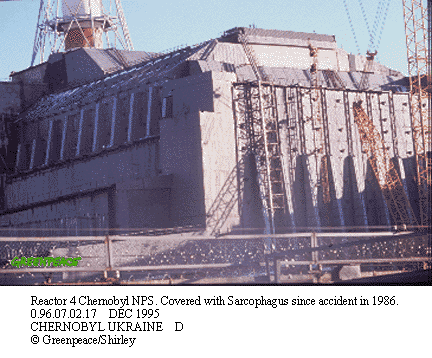 GREENPEACE
Reactor 4 Chernobyl NPS. Covered with Sarcophagus since accident in 1986.
0.96.07.02.17 DEC 1995
CHERNOBYL UKRAINE D
© Greenpeace/Shirley